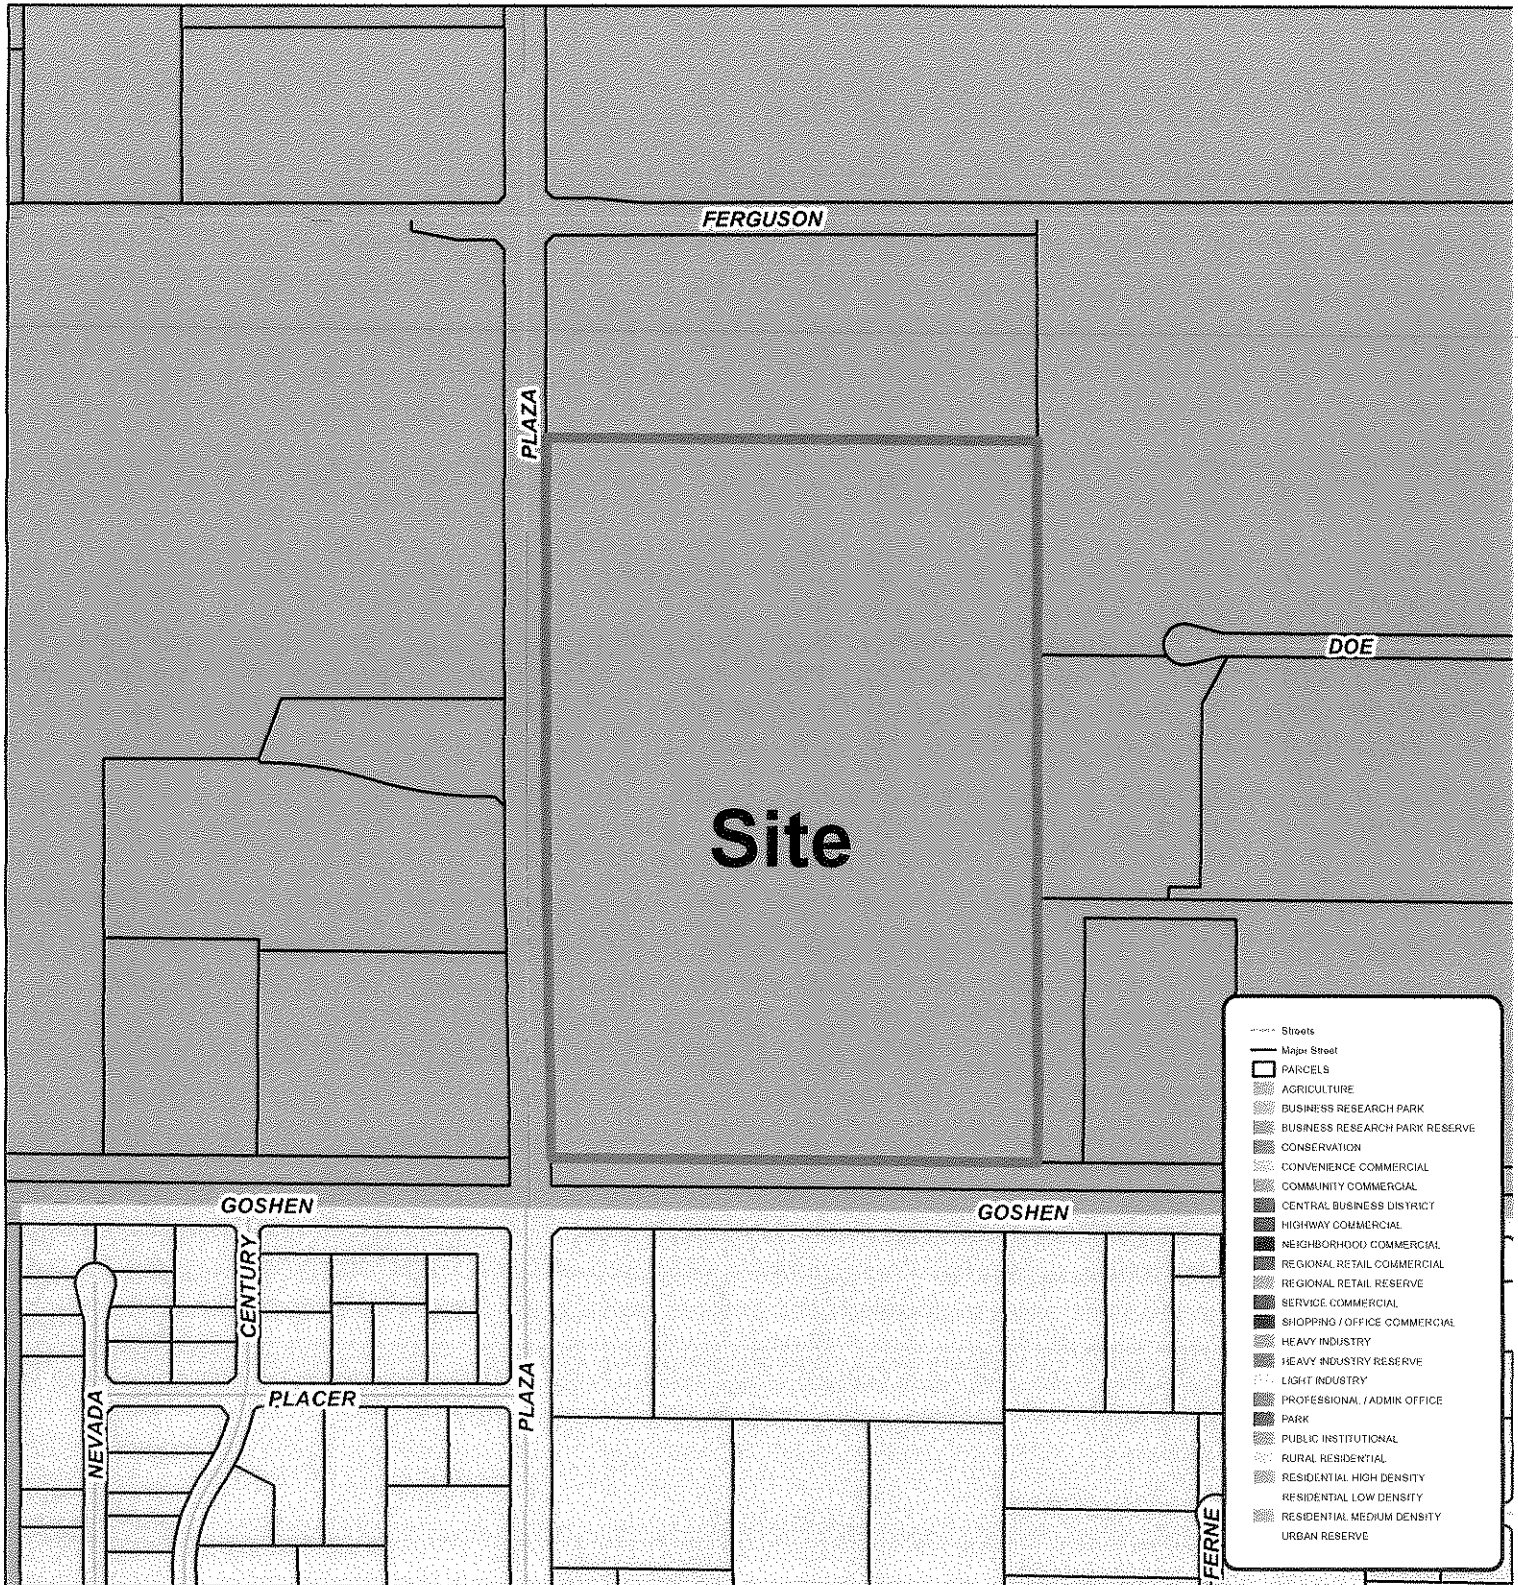 FERGUSON
PLAZA
DOE
Site
GOSHEN
GOSHEN
CENTURY
PLAZA
PLACER
NEVADA
FERNE
Streets
Major Street
PARCELS
AGRICULTURE
BUSINESS RESEARCH PARK
BUSINESS RESEARCH PARK RESERVE
CONSERVATION
CONVENIENCE COMMERCIAL
COMMUNITY COMMERCIAL
CENTRAL BUSINESS DISTRICT
HIGHWAY COMMERCIAL
NEIGHBORHOOD COMMERCIAL
REGIONAL RETAIL COMMERCIAL
REGIONAL RETAIL RESERVE
SERVICE COMMERCIAL
SHOPPING / OFFICE COMMERCIAL
HEAVY INDUSTRY
HEAVY INDUSTRY RESERVE
LIGHT INDUSTRY
PROFESSIONAL / ADMIN OFFICE
PARK
PUBLIC INSTITUTIONAL
RURAL RESIDENTIAL
RESIDENTIAL HIGH DENSITY
RESIDENTIAL LOW DENSITY
RESIDENTIAL MEDIUM DENSITY
URBAN RESERVE